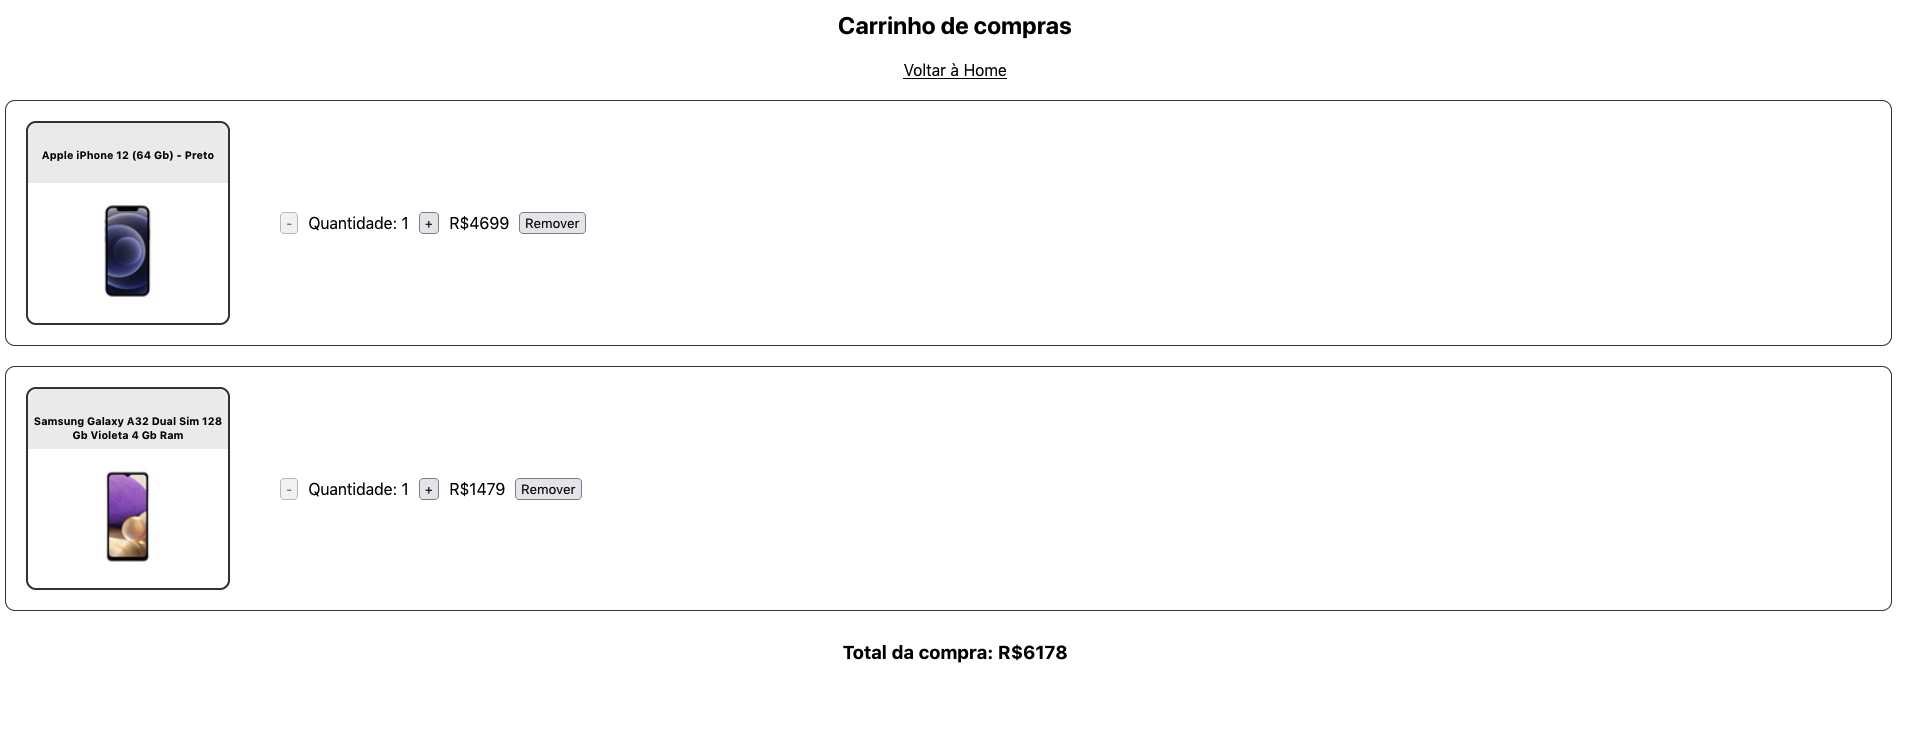 Carrinho de compras
Voltar à Home
Apple iPhone 12 (64 Gb) - Preto
- Quantidade: 1 + R$4699 Remover
Samsung Galaxy A32 Dual Sim 128
Gb Violeta 4 Gb Ram
- Quantidade: 1 + R$1479 Remover
Total da compra: R$6178